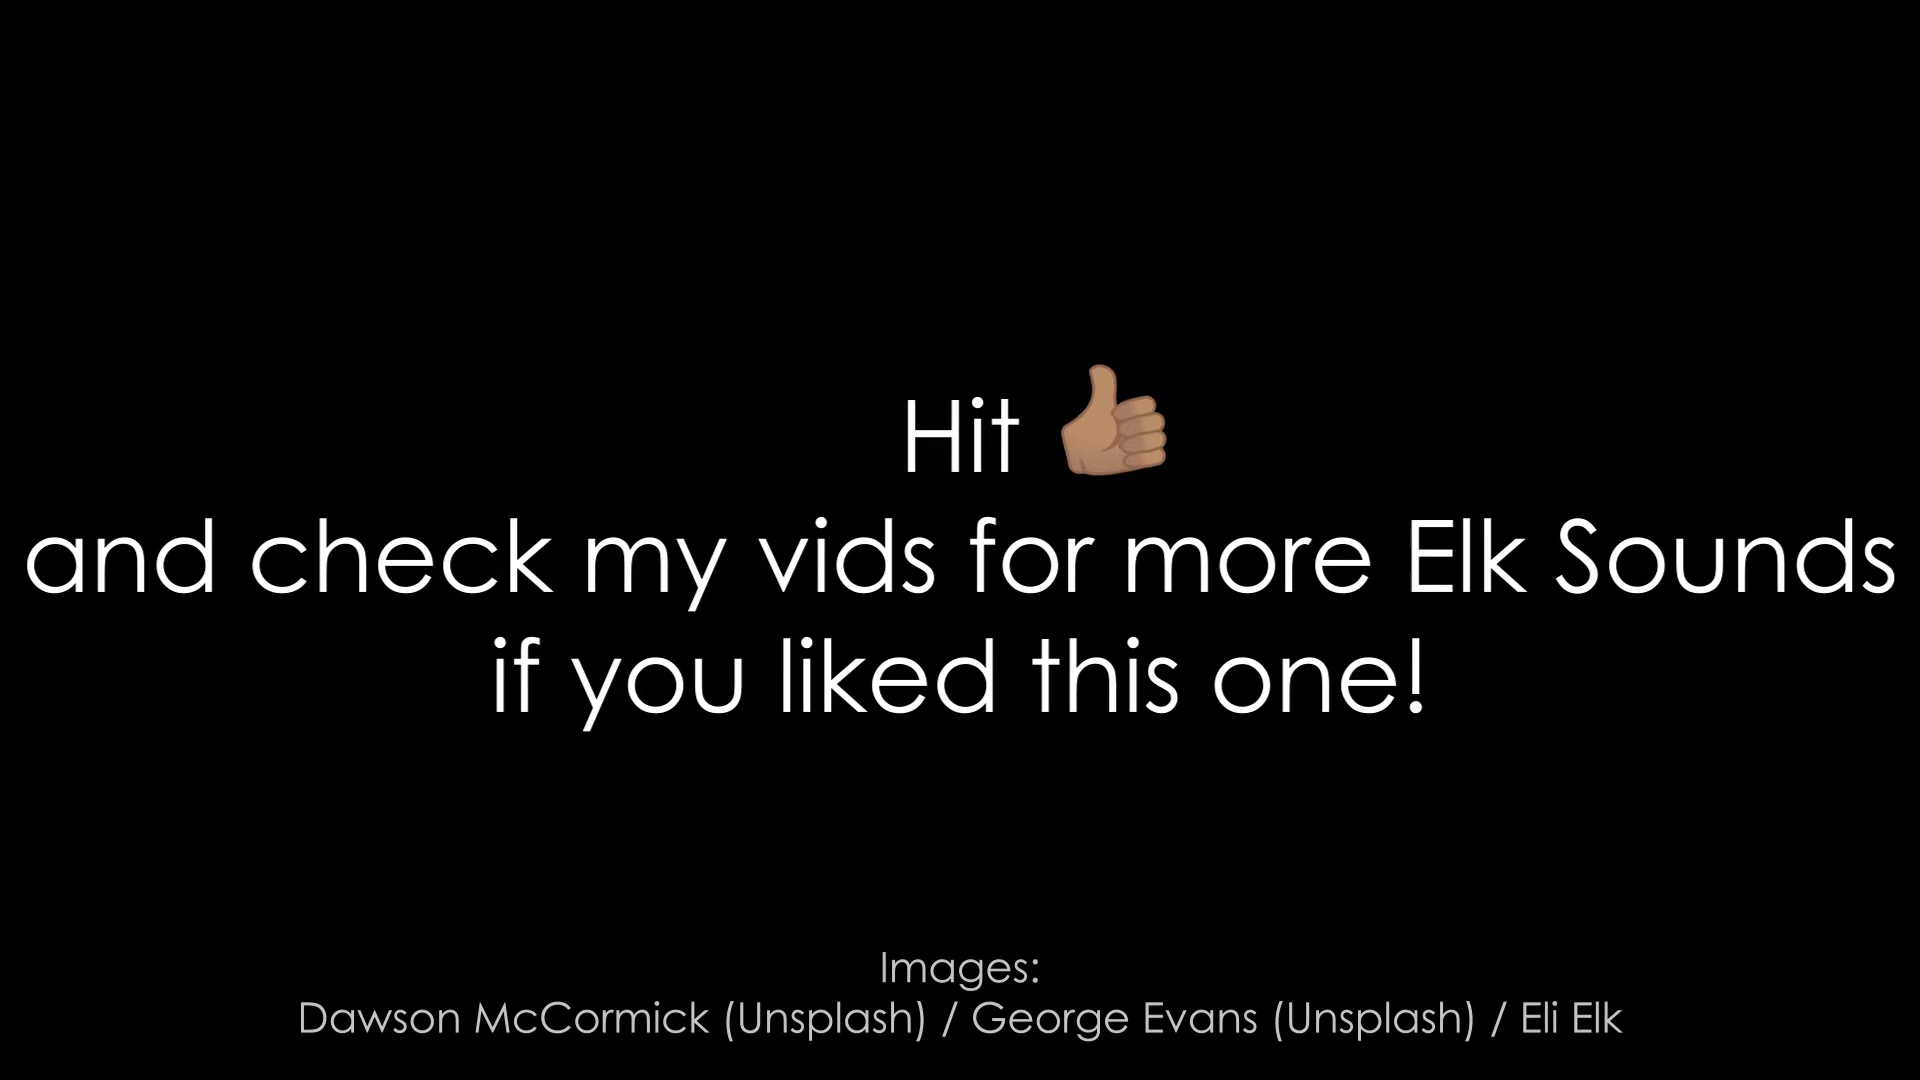 Hit 👍🏽
and check my vids for more Elk Sounds
if you liked this one!
Images:
Dawson McCormick (Unsplash) / George Evans (Unsplash) / Eli Elk